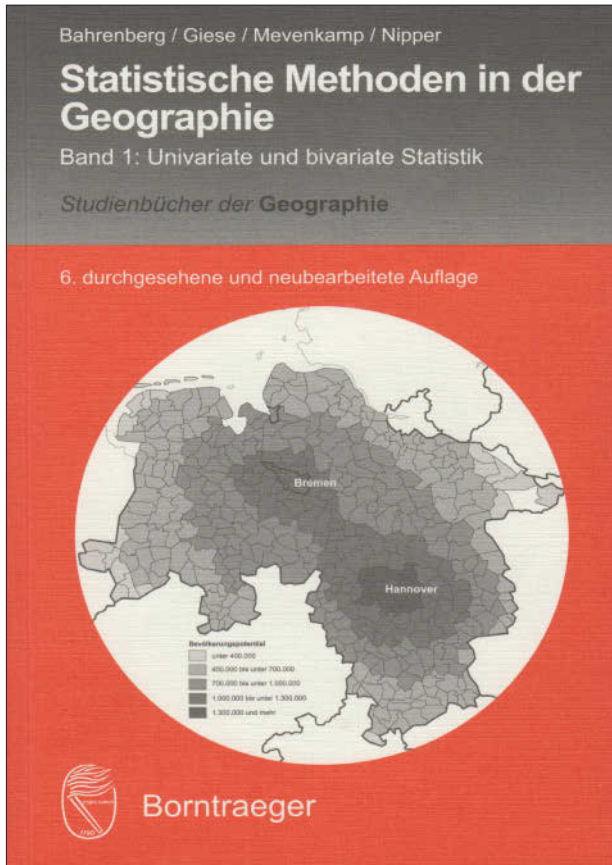 Bahrenberg / Giese / Mevenkamp / Nipper
Statistische Methoden in der
Geographie
Band 1: Univariate und bivariate Statistik
Studienbücher der Geographie
6. durchgesehene und neubearbeitete Auflage
Bremen
Hannover
Bevölkerungspotential
unter 400.000
400.000 bis unter 700.000
700.000 bis unter 1.000.000
1.000.000 bis unter 1.300.000
1.300.000 und mehr
1790
Borntraeger